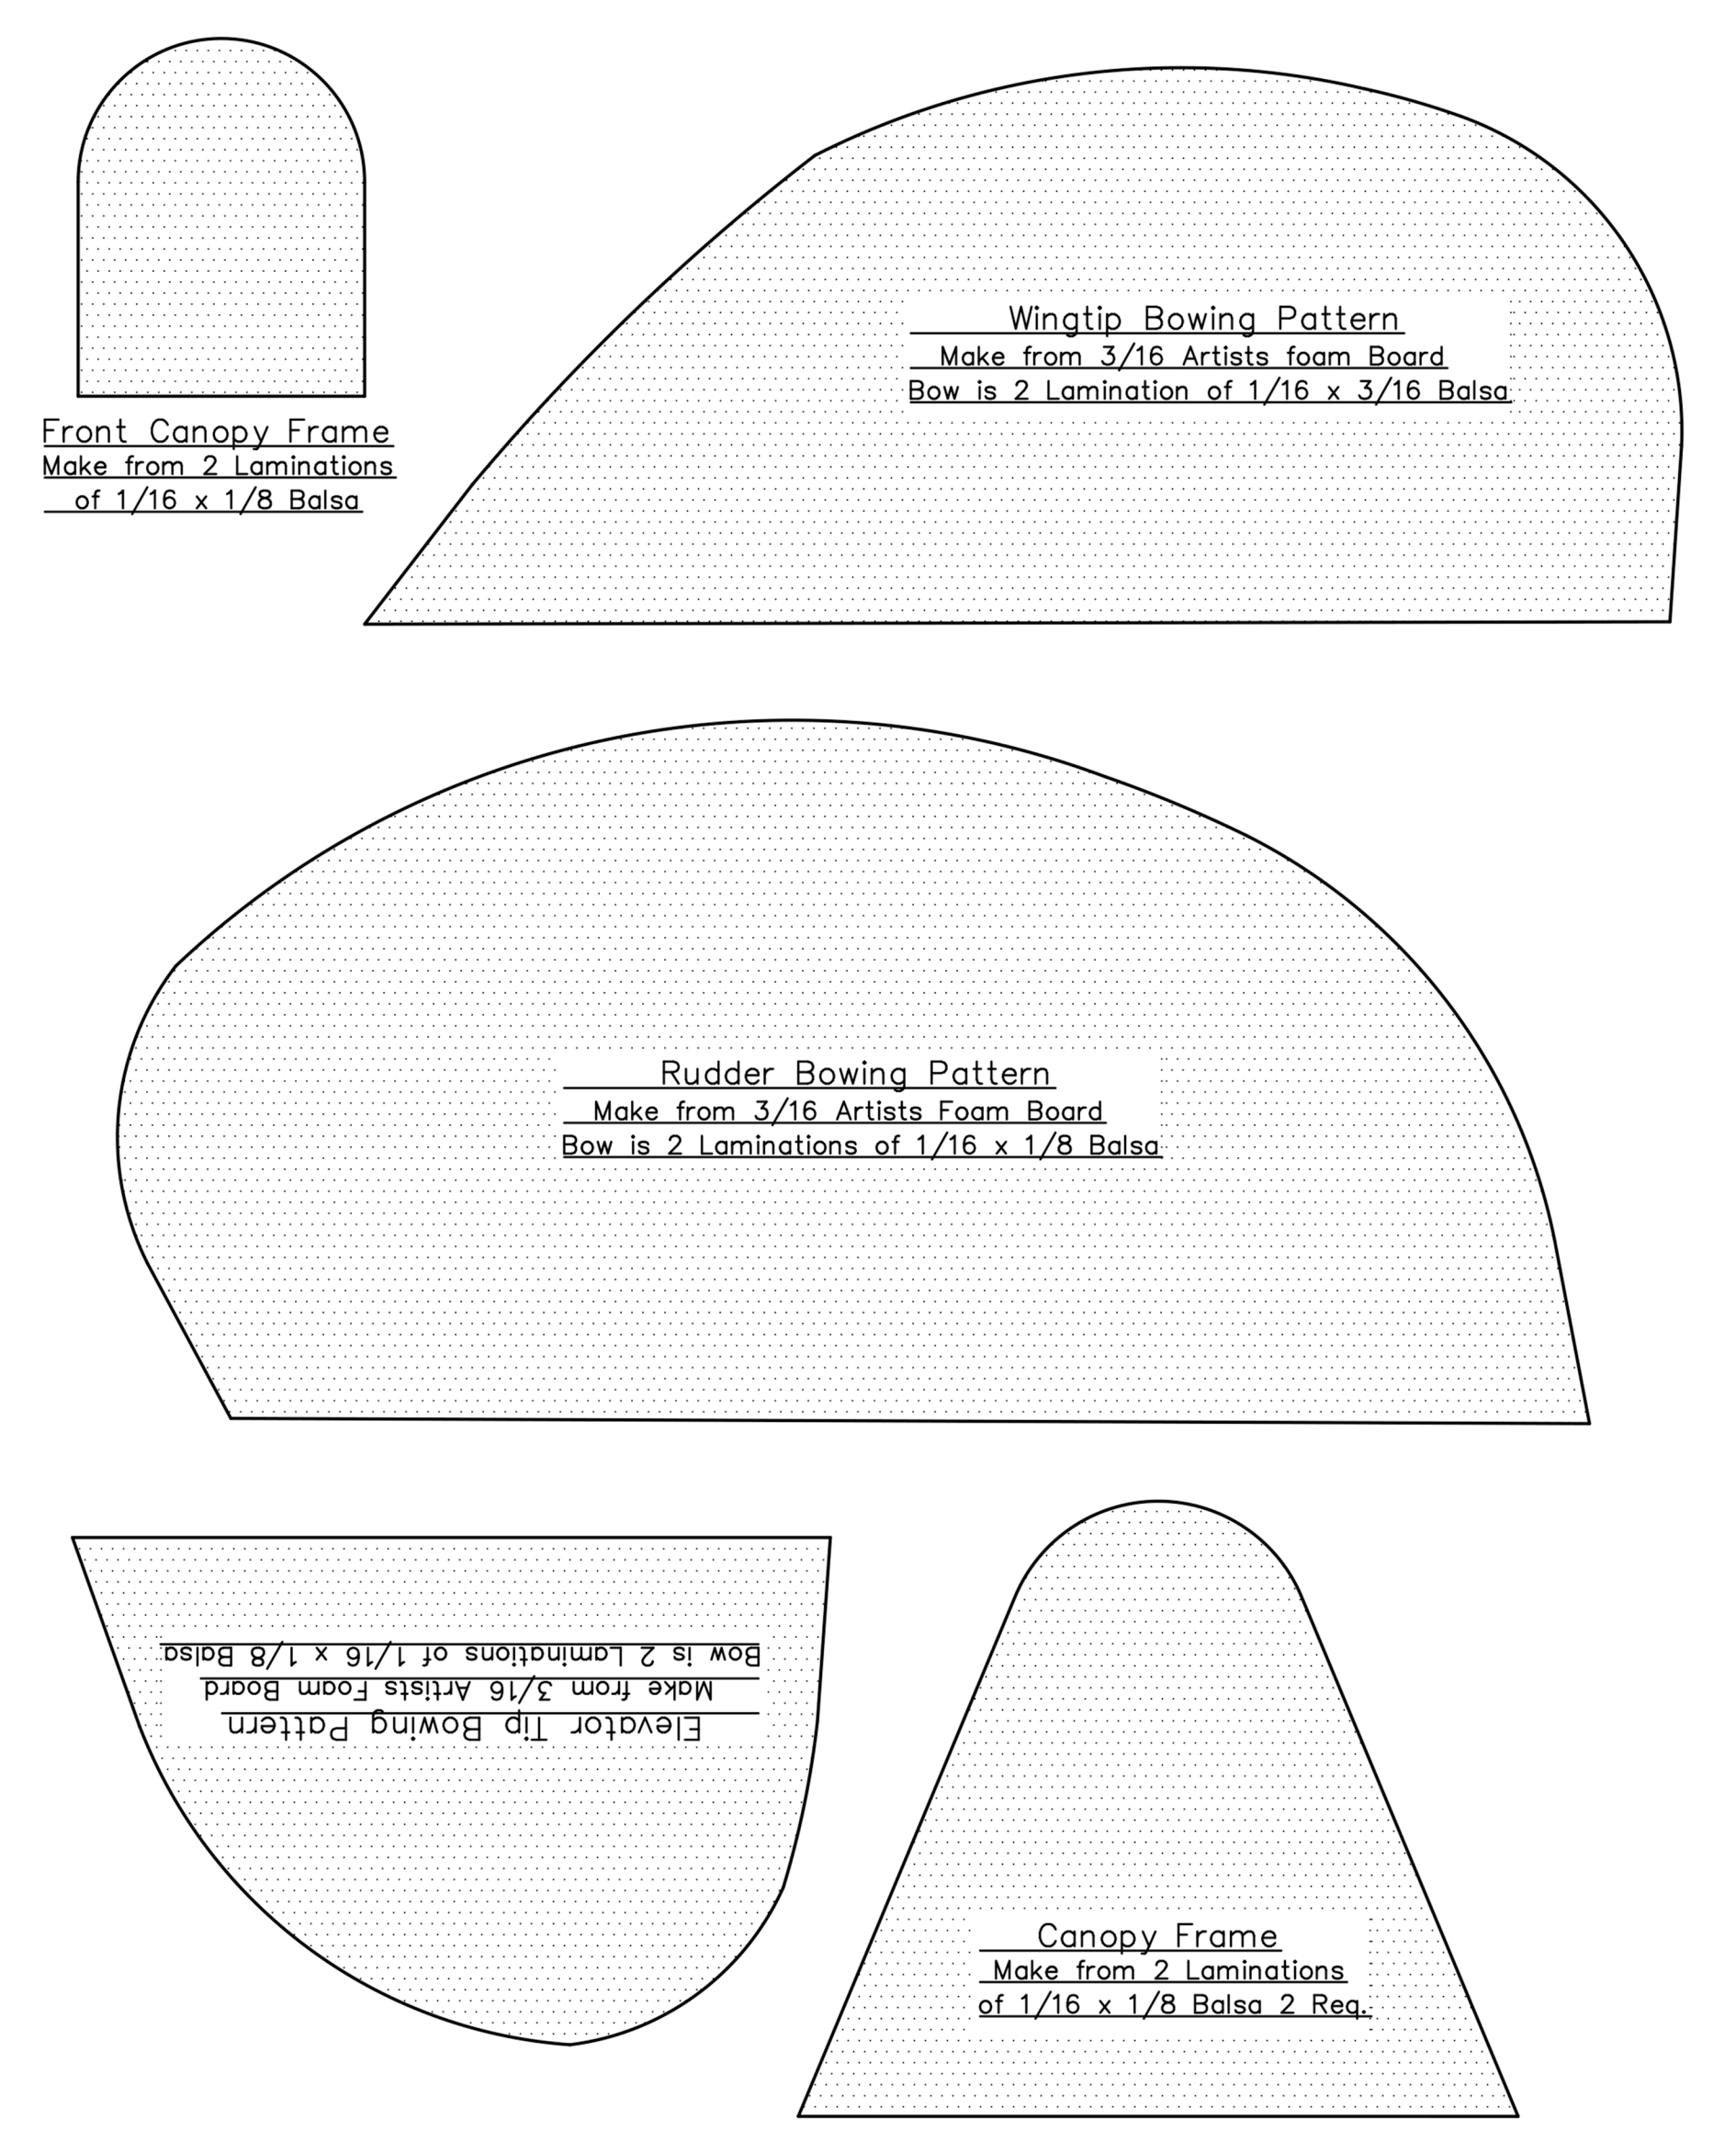 Wingtip Bowing Pattern
Make from 3/16 Artists foam Board
Bow is 2 Lamination of 1/16 x 3/16 Balsa
Front Canopy Frame
Make from 2 Laminations
of 1/16 x 1/8 Balsa
Rudder Bowing Pattern
Make from 3/16 Artists Foam Board
Bow is 2 Laminations of 1/16 x 1/8 Balsa
Elevator Tip Bowing Pattern
Make from 3/16 Artists Foam Board
Bow is 2 Laminations of 1/16 x 1/8 Balsa
Canopy Frame
Make from 2 Laminations
of 1/16 x 1/8 Balsa 2 Req.